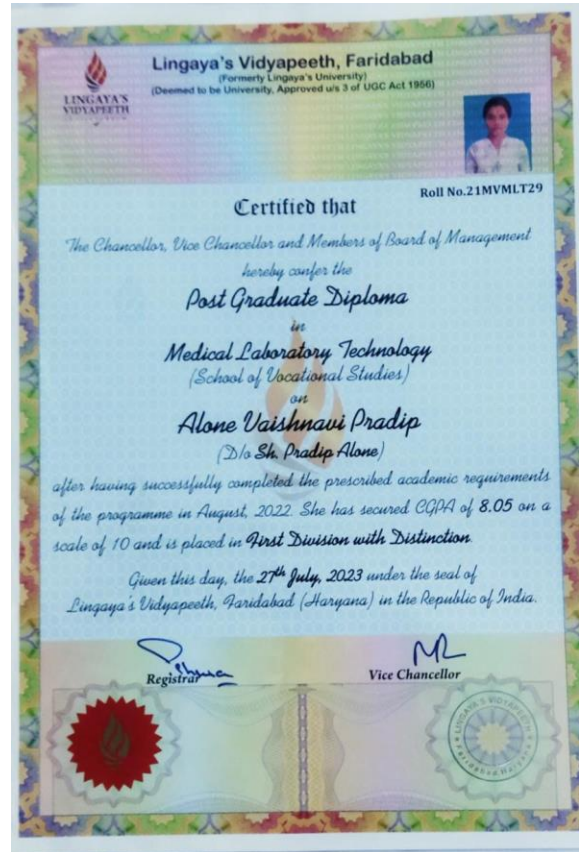 Lingaya's Vidyapeeth, Faridabad
(Formerly Lingaya's University)
(Deemed to be University, Approved u/s 3 of UGC Act 1956)
LINGAYA'S
VIDYAPEETH
Roll No.21MVMLT29
Certified that
The Chancellor, Vice Chancellor and Members of Board of Management
hereby confer the
Post Graduate Diploma
in
Medical Laboratory Technology
(School of Vocational Studies)
on
Alone Vaishnavi Pradip
(D/o Sh. Pradip Alone)
after having successfully completed the prescribed academic requirements
of the programme in August, 2022. She has secured CGPA of 8.05 on a
scale of 10 and is placed in First Division with Distinction.
Given this day, the 27th July, 2023 under the seal of
Lingaya's Vidyapeeth, Faridabad (Haryana) in the Republic of India.
Registrar
Vice Chancellor
LINGAYA'S VIDYAPEETH
Faridabad, Haryana